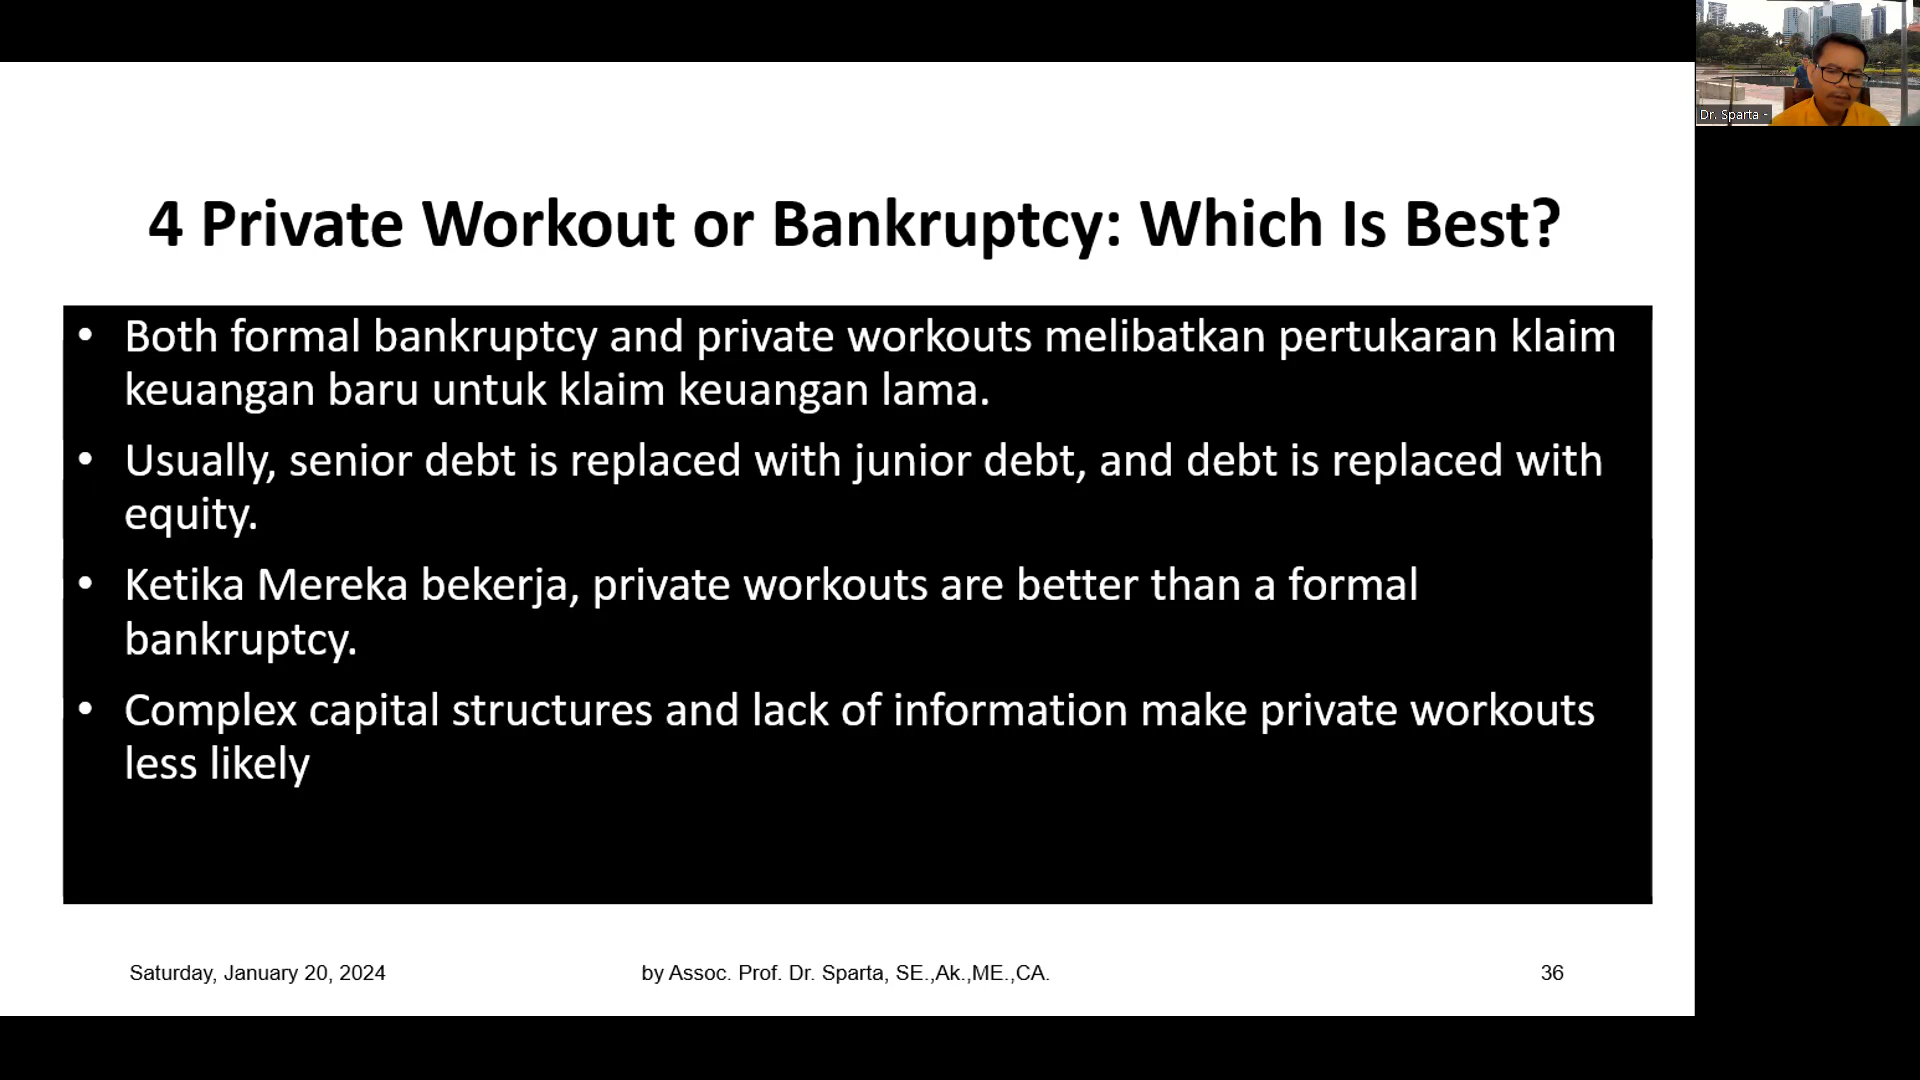 Dr. Sparta -
4 Private Workout or Bankruptcy: Which Is Best?
• Both formal bankruptcy and private workouts melibatkan pertukaran klaim
keuangan baru untuk klaim keuangan lama.
• Usually, senior debt is replaced with junior debt, and debt is replaced with
equity.
• Ketika Mereka bekerja, private workouts are better than a formal
bankruptcy.
• Complex capital structures and lack of information make private workouts
less likely
Saturday, January 20, 2024
by Assoc. Prof. Dr. Sparta, SE.,Ak.,ME.,CA.
36